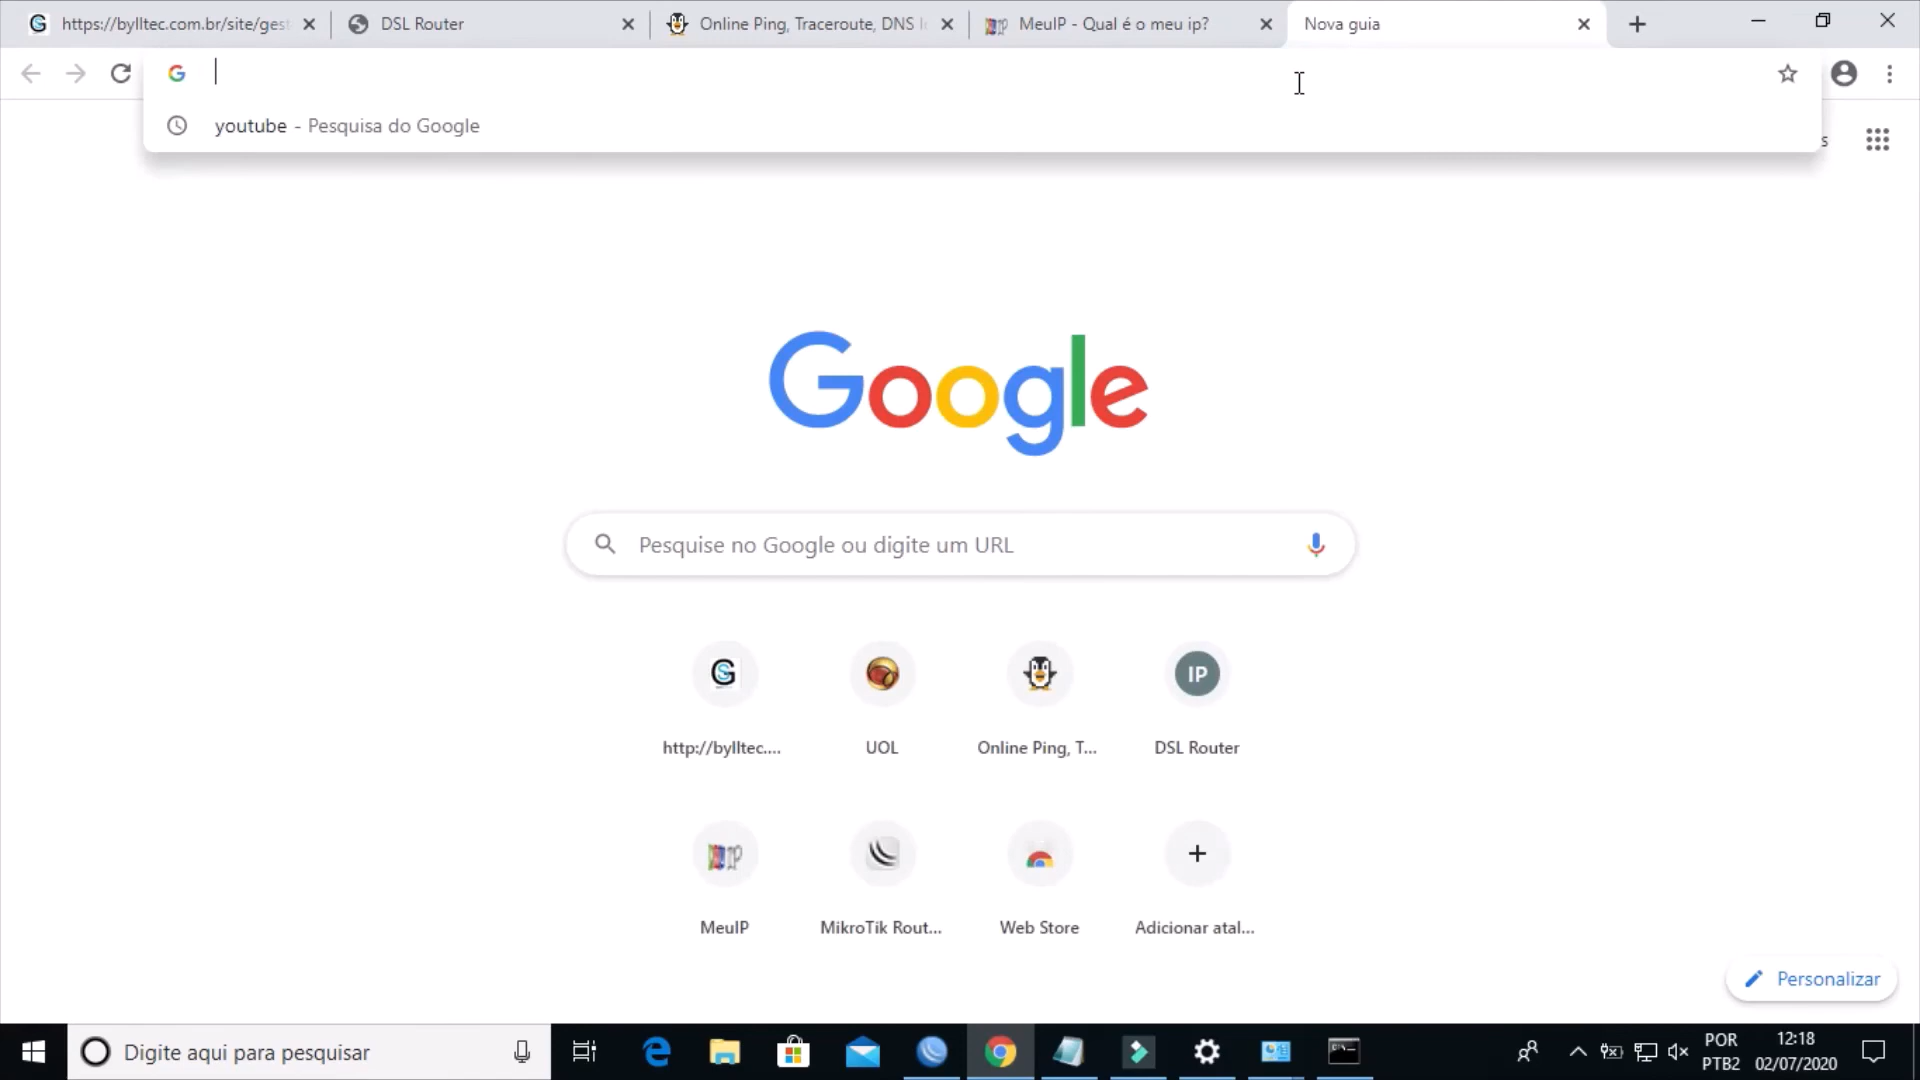 https://bylltec.com.br/site/gest
DSL Router
Online Ping, Traceroute, DNS l
MeuIP - Qual é o meu ip?
Nova guia
youtube - Pesquisa do Google
s
Google
Pesquise no Google ou digite um URL
IP
http://bylltec....
UOL
Online Ping, T...
DSL Router
MeuIP
MikroTik Rout...
Web Store
Adicionar atal...
Personalizar
Digite aqui para pesquisar
POR
PTB2
12:18
02/07/2020